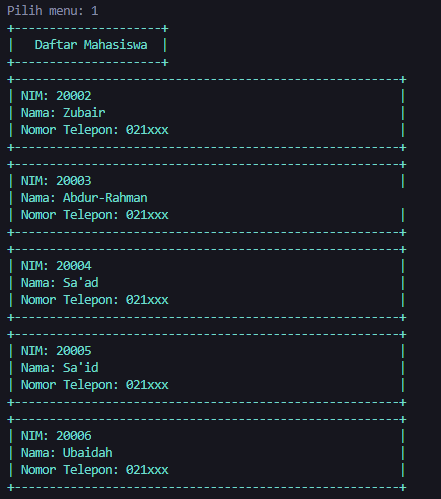 Pilih menu: 1
+---------------------+
|   Daftar Mahasiswa  |
+---------------------+
+-------------------------------------------------------+
| NIM: 20002                                            |
| Nama: Zubair                                          |
| Nomor Telepon: 021xxx                                 |
+-------------------------------------------------------+
+-------------------------------------------------------+
| NIM: 20003                                            |
| Nama: Abdur-Rahman
| Nomor Telepon: 021xxx                                 |
+-------------------------------------------------------+
+-------------------------------------------------------+
| NIM: 20004                                            |
| Nama: Sa'ad                                           |
| Nomor Telepon: 021xxx                                 |
+-------------------------------------------------------+
+-------------------------------------------------------+
| NIM: 20005                                            |
| Nama: Sa'id                                           |
| Nomor Telepon: 021xxx                                 |
+-------------------------------------------------------+
+-------------------------------------------------------+
| NIM: 20006                                            |
| Nama: Ubaidah                                         |
| Nomor Telepon: 021xxx                                 |
+-------------------------------------------------------+